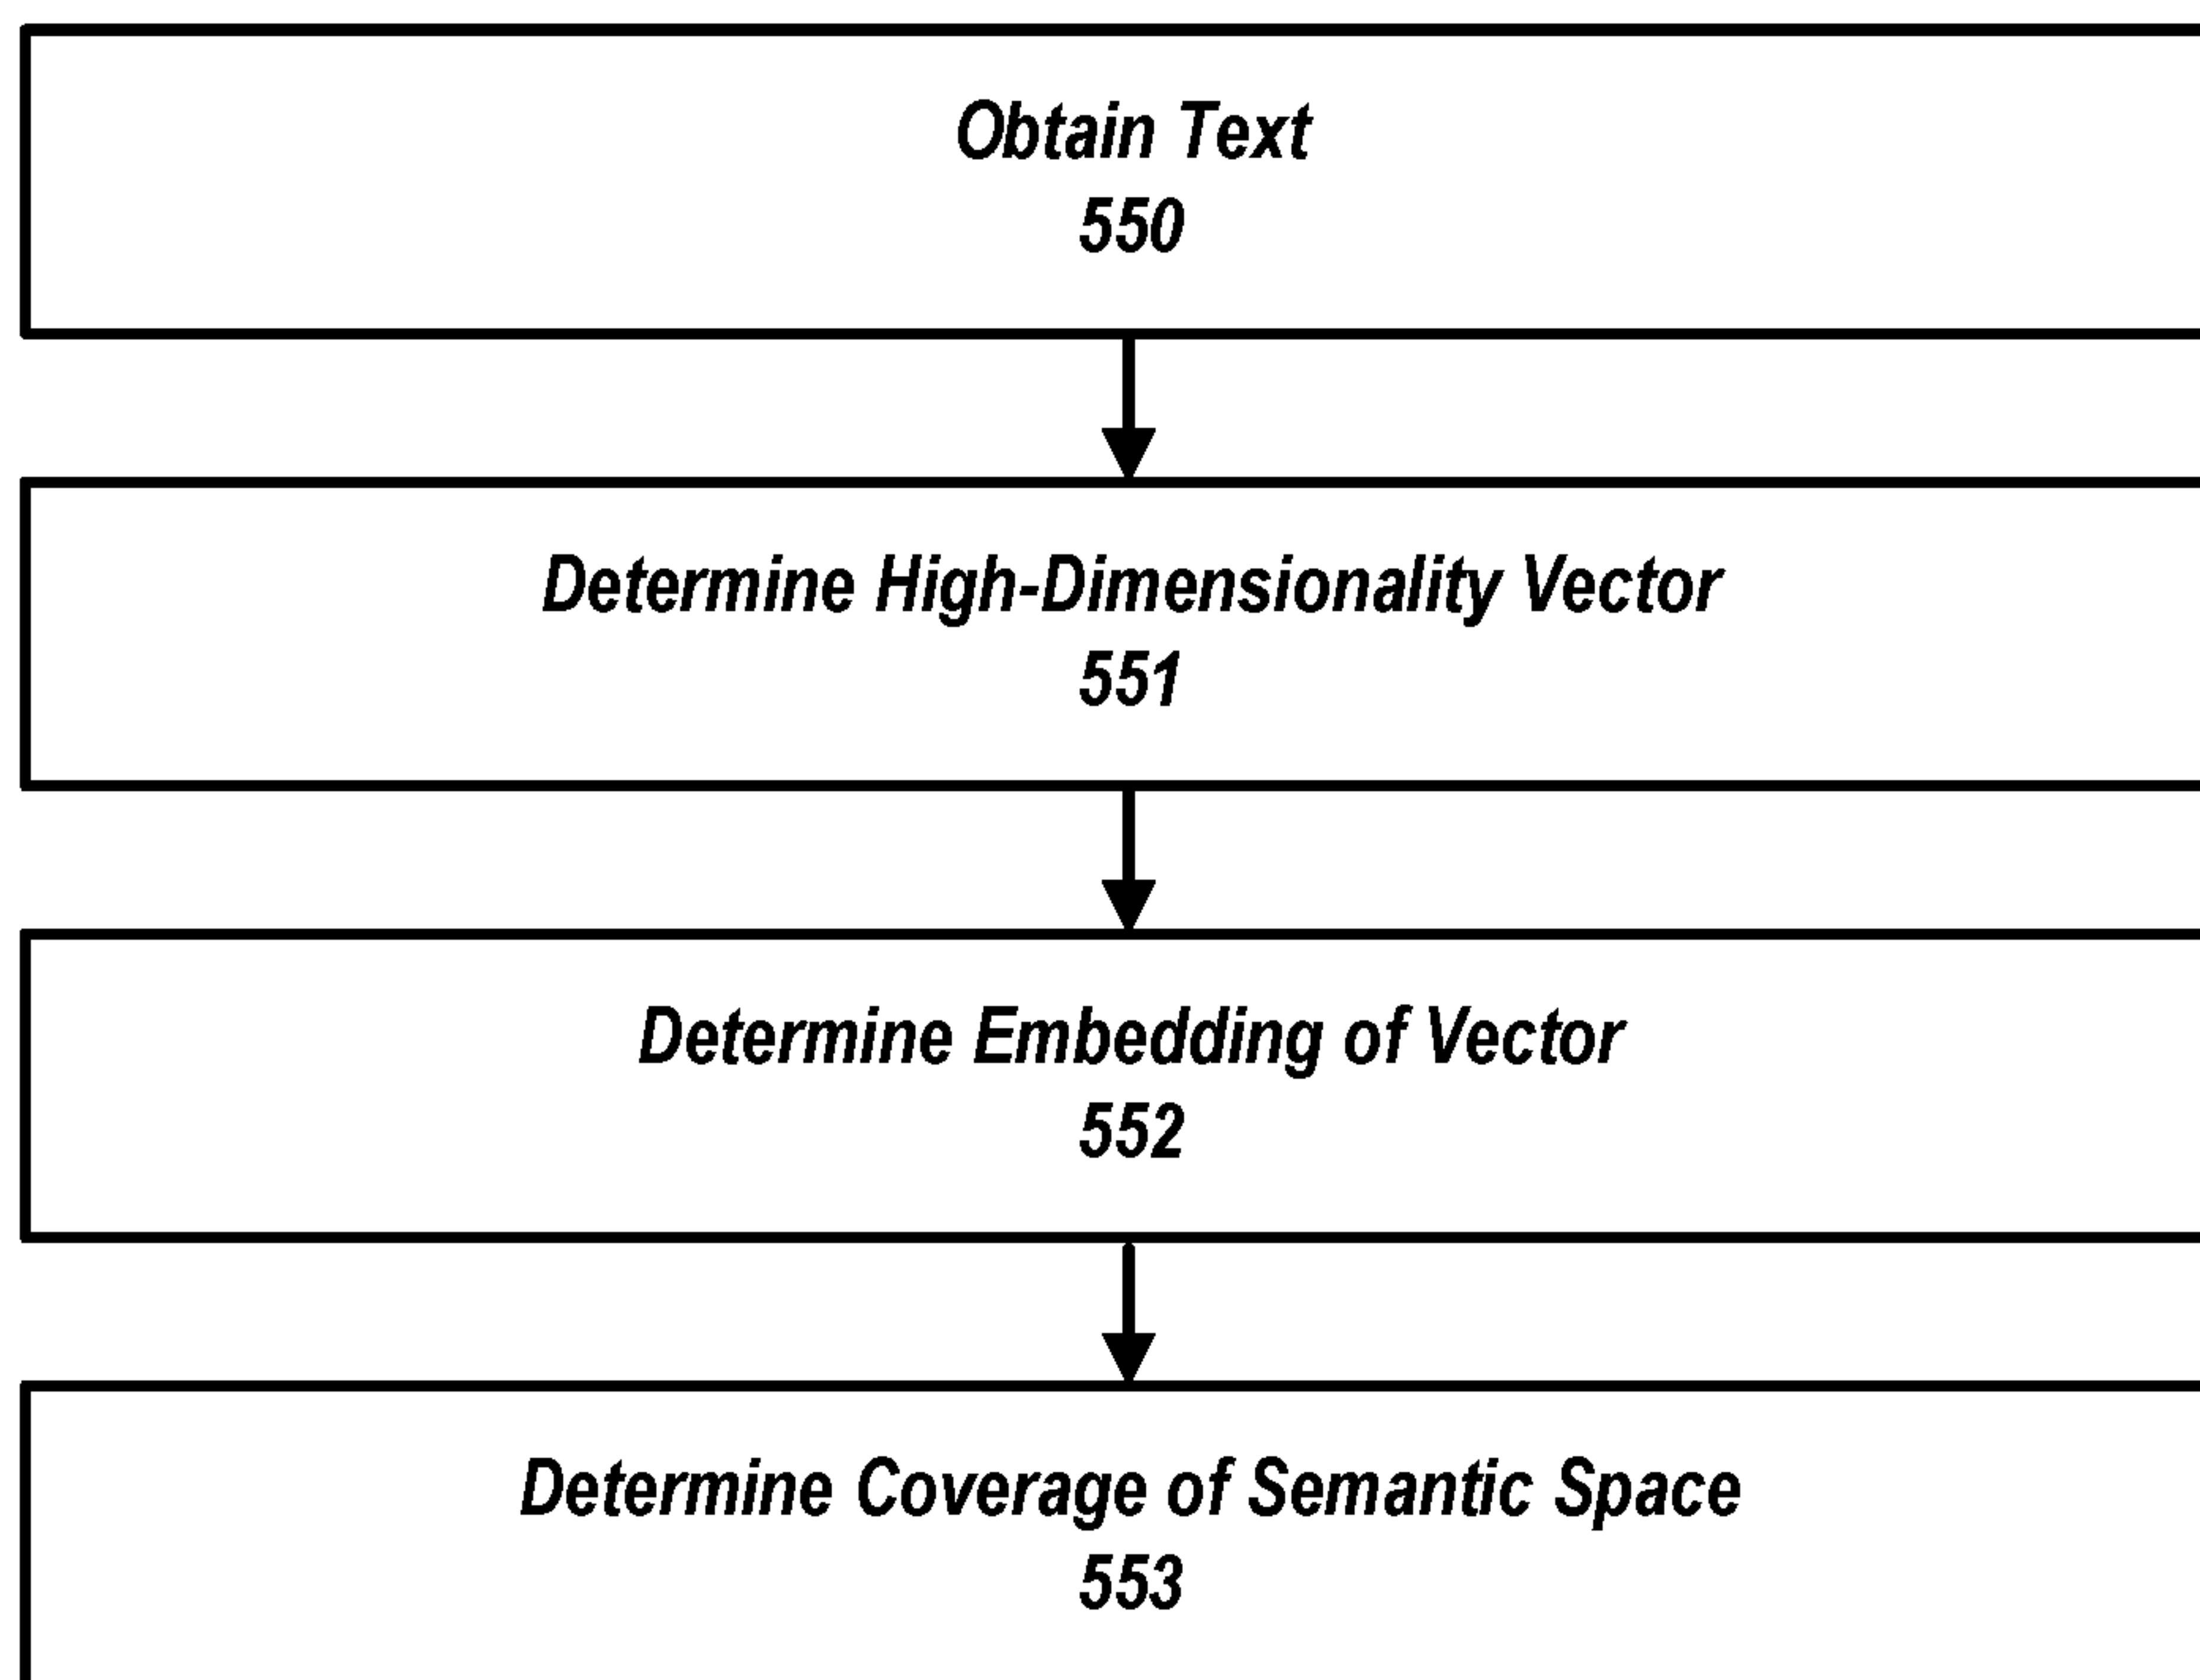 Obtain Text
550
Determine High-Dimensionality Vector
551
Determine Embedding of Vector
552
Determine Coverage of Semantic Space
553